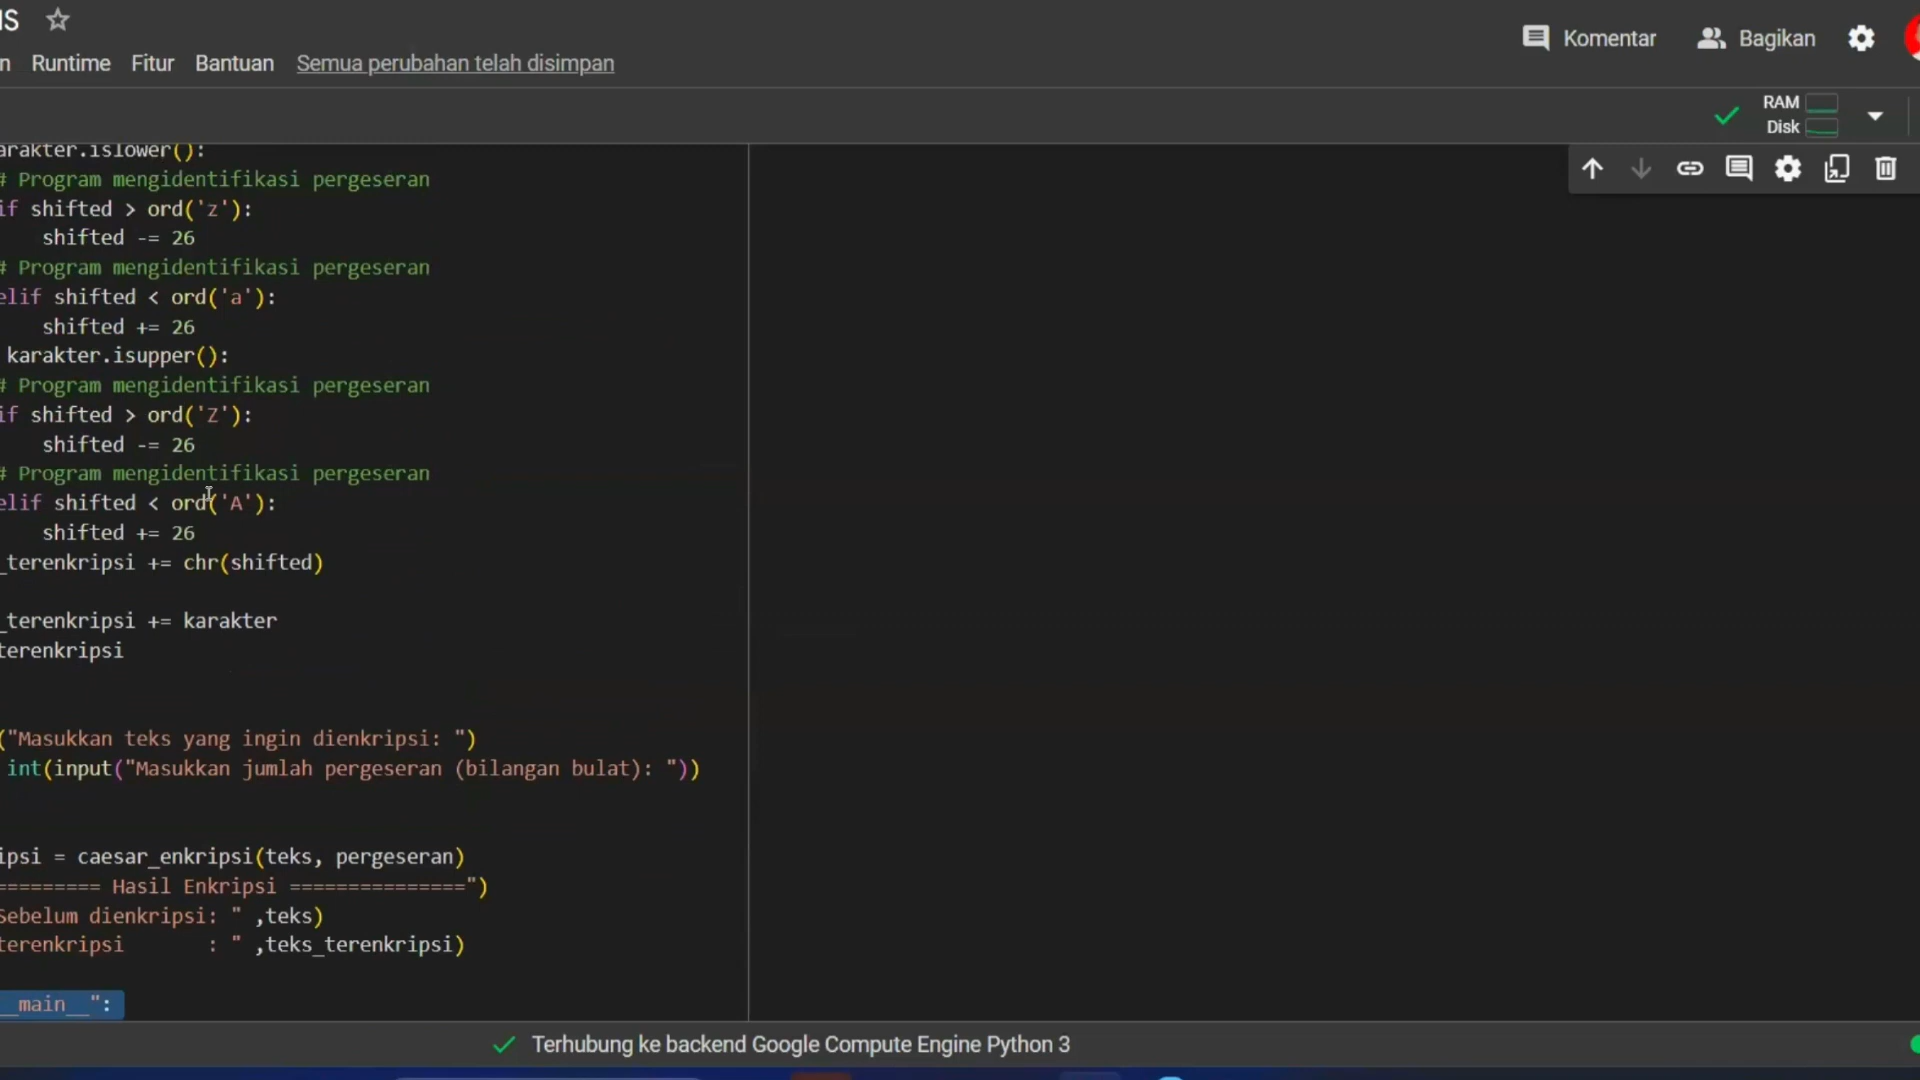 IS
n Runtime Fitur Bantuan Semua perubahan telah disimpan
Komentar Bagikan
RAM
Disk
arakter.islower():
# Program mengidentifikasi pergeseran
if shifted > ord('z'):
shifted -= 26
# Program mengidentifikasi pergeseran
elif shifted < ord('a'):
shifted += 26
karakter.isupper():
# Program mengidentifikasi pergeseran
if shifted > ord('Z'):
shifted -= 26
# Program mengidentifikasi pergeseran
elif shifted < ord('A'):
shifted += 26
_terenkripsi += chr(shifted)
_terenkripsi += karakter
terenkripsi
("Masukkan teks yang ingin dienkripsi: ")
int(input("Masukkan jumlah pergeseran (bilangan bulat): "))
ipsi = caesar_enkripsi(teks, pergeseran)
========= Hasil Enkripsi ===============")
Sebelum dienkripsi: " ,teks)
terenkripsi : " ,teks_terenkripsi)
__main__":
Terhubung ke backend Google Compute Engine Python 3